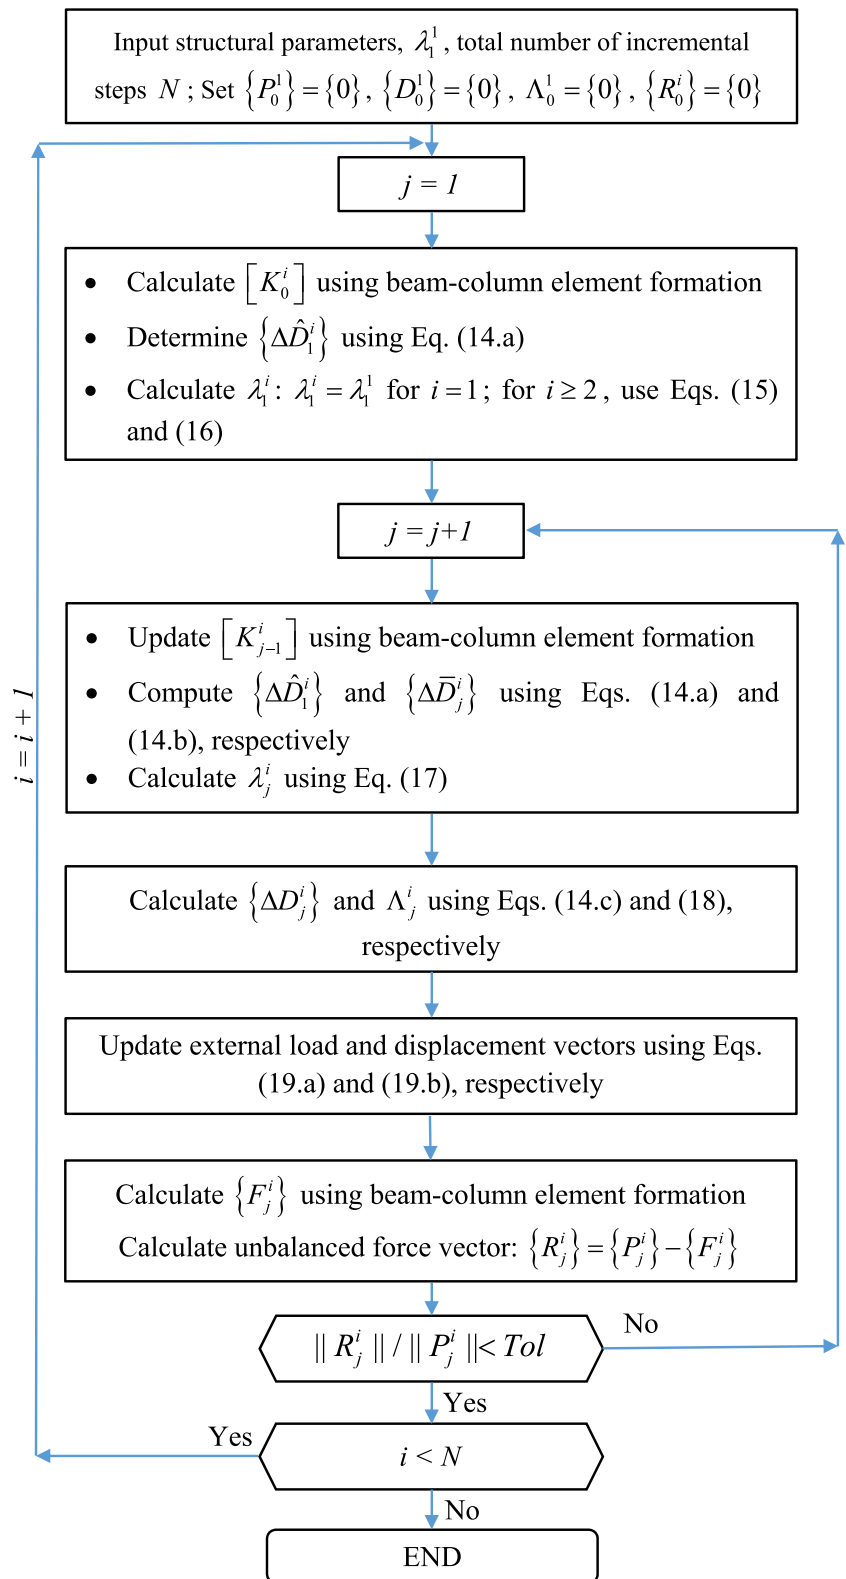 Input structural parameters, λ₁¹, total number of incremental
steps N ; Set {P₀¹} = {0}, {D₀¹} = {0}, Λ₀¹ = {0}, {R₀ⁱ} = {0}
j = 1
• Calculate [K₀ⁱ] using beam-column element formation
• Determine {ΔD̂₁ⁱ} using Eq. (14.a)
• Calculate λ₁ⁱ: λ₁ⁱ = λ₁¹ for i = 1; for i ≥ 2, use Eqs. (15)
and (16)
j = j+1
• Update [Kⱼ₋₁ⁱ] using beam-column element formation
• Compute {ΔD̂₁ⁱ} and {ΔD̄ⱼⁱ} using Eqs. (14.a) and
(14.b), respectively
• Calculate λⱼⁱ using Eq. (17)
i = i + 1
Calculate {ΔDⱼⁱ} and Λⱼⁱ using Eqs. (14.c) and (18),
respectively
Update external load and displacement vectors using Eqs.
(19.a) and (19.b), respectively
Calculate {Fⱼⁱ} using beam-column element formation
Calculate unbalanced force vector: {Rⱼⁱ} = {Pⱼⁱ} − {Fⱼⁱ}
|| Rⱼⁱ || / || Pⱼⁱ ||< Tol
No
Yes
Yes
i < N
No
END